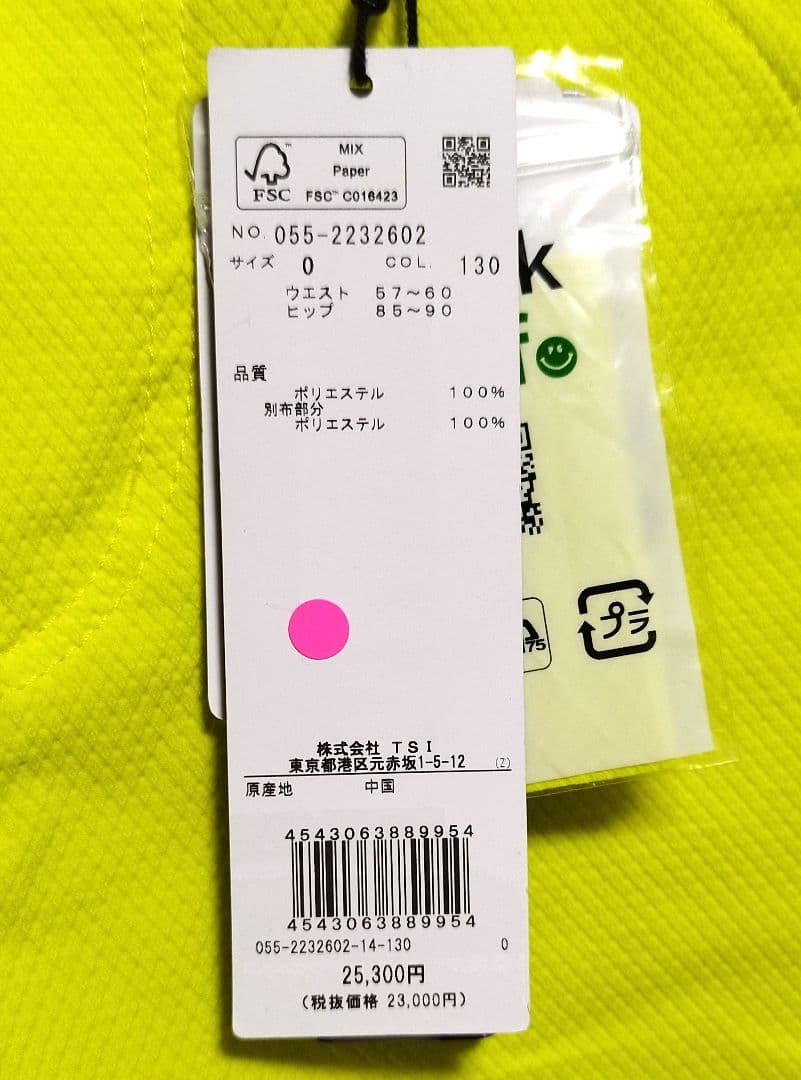 MIX
Paper
FSC™
FSC™ C016423
NO. 055-2232602
サイズ 0 COL. 130
ウエスト 57～60
ヒップ 85～90
品質
ポリエステル 100%
別布部分
ポリエステル 100%
株式会社 TSI
東京都港区元赤坂1-5-12 (Z)
原産地 中国
4543063889954
4543063889954
055-2232602-14-130 0
25,300円
(税抜価格 23,000円)
k
f
PG
75
プラ